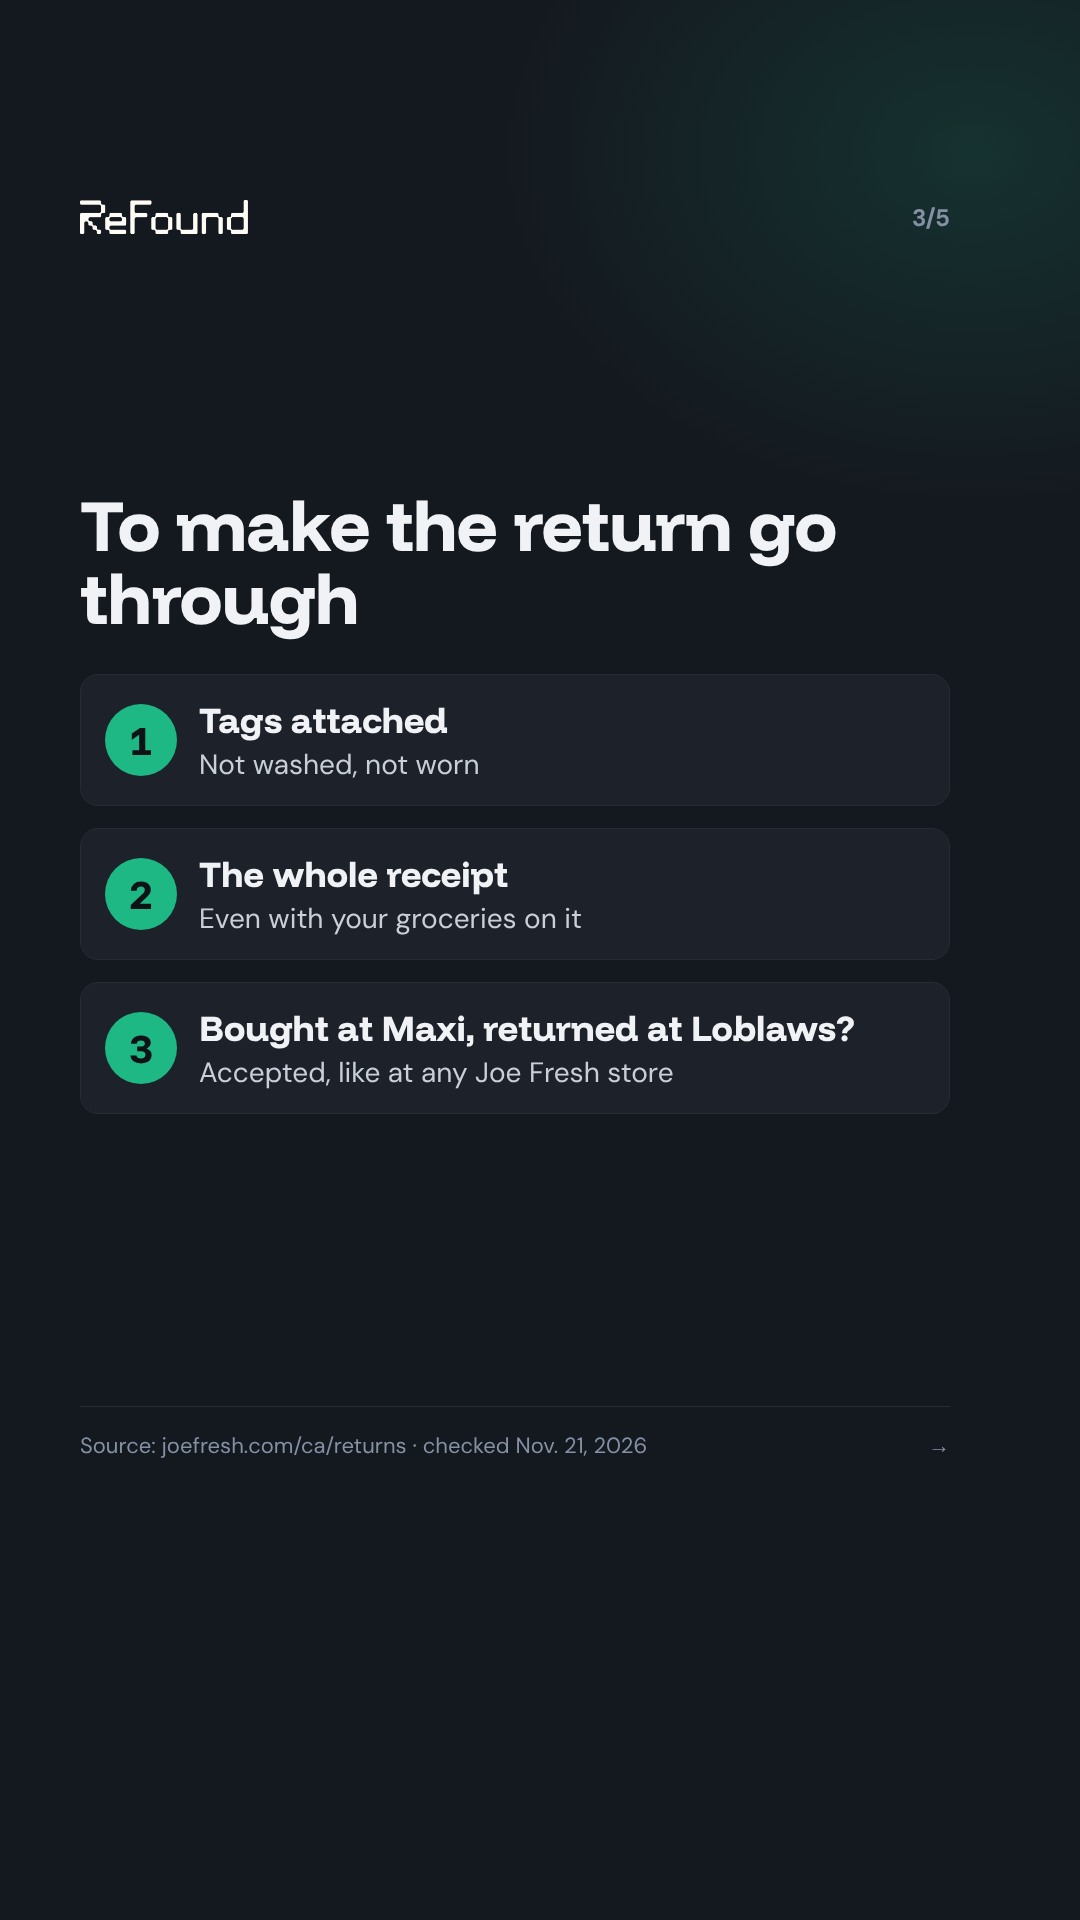 ReFound
3/5
To make the return go
through
1
Tags attached
Not washed, not worn
2
The whole receipt
Even with your groceries on it
3
Bought at Maxi, returned at Loblaws?
Accepted, like at any Joe Fresh store
Source: joefresh.com/ca/returns · checked Nov. 21, 2026 →